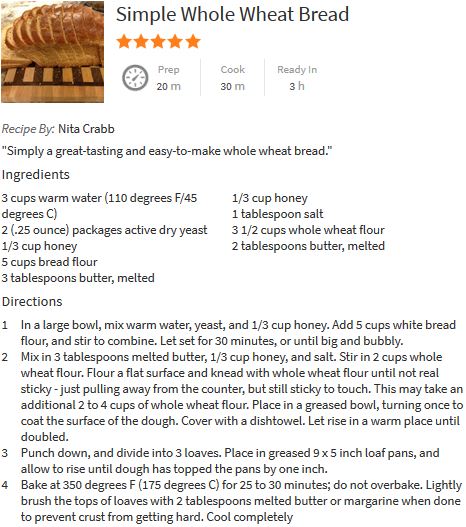 Simple Whole Wheat Bread
Prep
20 m
Cook
30 m
Ready In
3 h
Recipe By: Nita Crabb
"Simply a great-tasting and easy-to-make whole wheat bread."
Ingredients
3 cups warm water (110 degrees F/45
degrees C)
2 (.25 ounce) packages active dry yeast
1/3 cup honey
5 cups bread flour
3 tablespoons butter, melted
1/3 cup honey
1 tablespoon salt
3 1/2 cups whole wheat flour
2 tablespoons butter, melted
Directions
1 In a large bowl, mix warm water, yeast, and 1/3 cup honey. Add 5 cups white bread
flour, and stir to combine. Let set for 30 minutes, or until big and bubbly.
2 Mix in 3 tablespoons melted butter, 1/3 cup honey, and salt. Stir in 2 cups whole
wheat flour. Flour a flat surface and knead with whole wheat flour until not real
sticky - just pulling away from the counter, but still sticky to touch. This may take an
additional 2 to 4 cups of whole wheat flour. Place in a greased bowl, turning once to
coat the surface of the dough. Cover with a dishtowel. Let rise in a warm place until
doubled.
3 Punch down, and divide into 3 loaves. Place in greased 9 x 5 inch loaf pans, and
allow to rise until dough has topped the pans by one inch.
4 Bake at 350 degrees F (175 degrees C) for 25 to 30 minutes; do not overbake. Lightly
brush the tops of loaves with 2 tablespoons melted butter or margarine when done
to prevent crust from getting hard. Cool completely